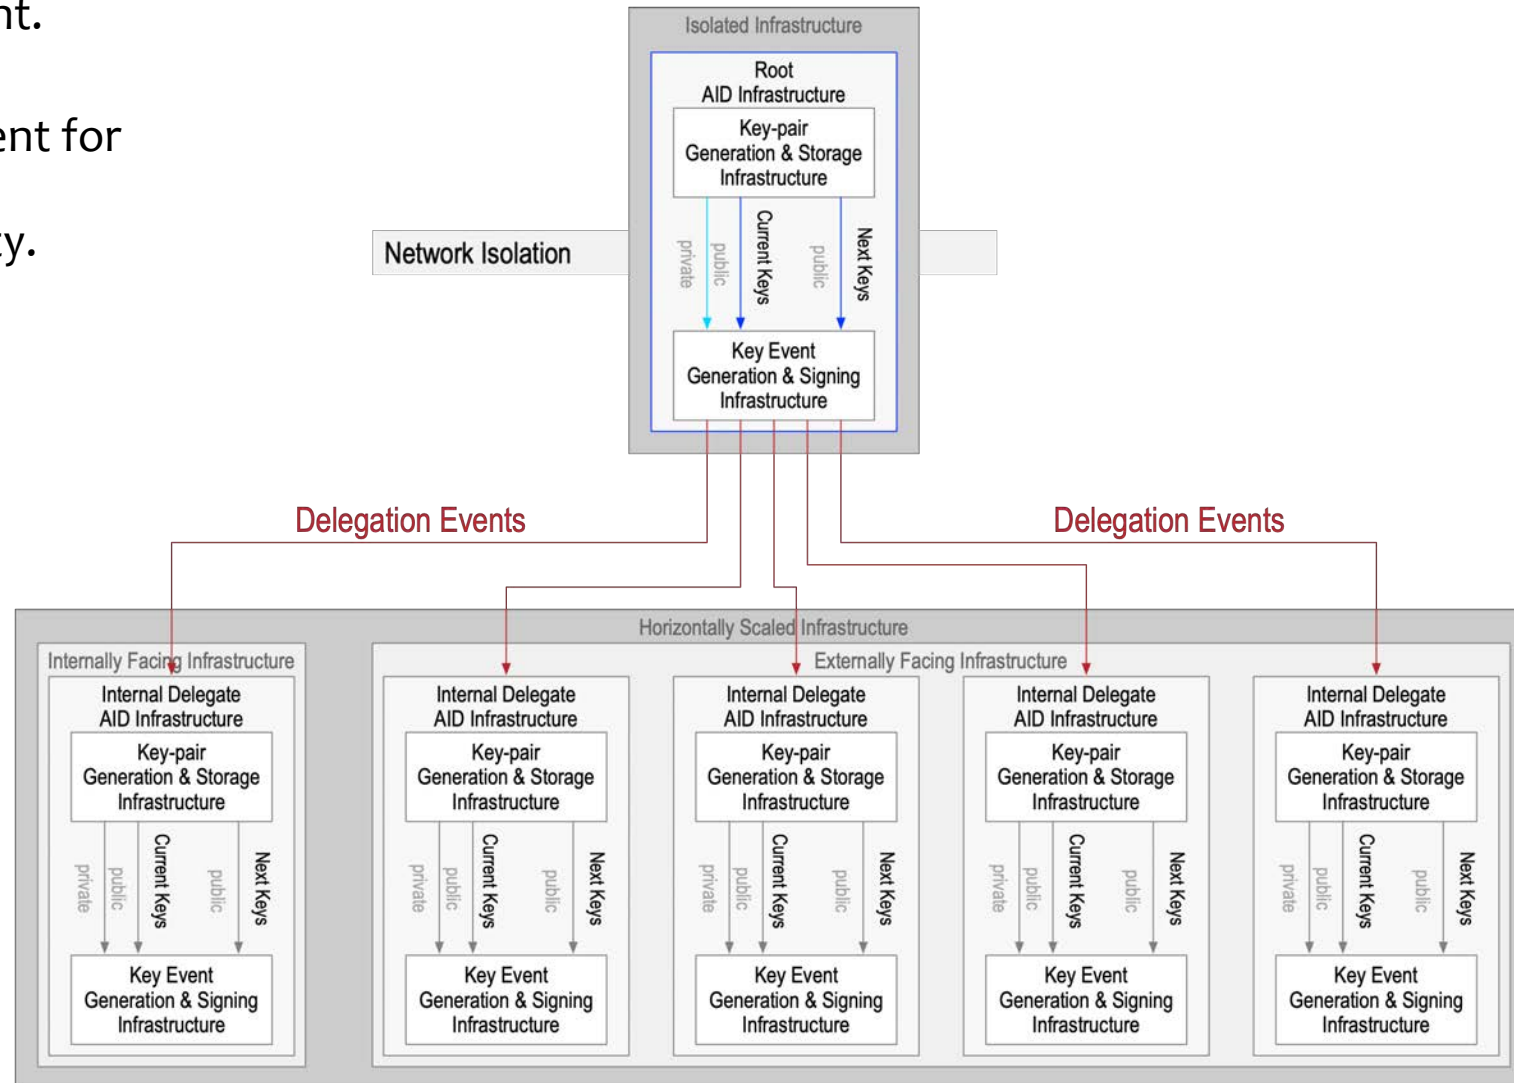 nt.
ent for
ty.
Isolated Infrastructure
Root
AID Infrastructure
Key-pair
Generation & Storage
Infrastructure
private
public
Current Keys
public
Next Keys
Network Isolation
Key Event
Generation & Signing
Infrastructure
Delegation Events
Delegation Events
Horizontally Scaled Infrastructure
Internally Facing Infrastructure
Externally Facing Infrastructure
Internal Delegate
AID Infrastructure
Key-pair
Generation & Storage
Infrastructure
private
public
Current Keys
public
Next Keys
Key Event
Generation & Signing
Infrastructure
Internal Delegate
AID Infrastructure
Key-pair
Generation & Storage
Infrastructure
private
public
Current Keys
public
Next Keys
Key Event
Generation & Signing
Infrastructure
Internal Delegate
AID Infrastructure
Key-pair
Generation & Storage
Infrastructure
private
public
Current Keys
public
Next Keys
Key Event
Generation & Signing
Infrastructure
Internal Delegate
AID Infrastructure
Key-pair
Generation & Storage
Infrastructure
private
public
Current Keys
public
Next Keys
Key Event
Generation & Signing
Infrastructure
Internal Delegate
AID Infrastructure
Key-pair
Generation & Storage
Infrastructure
private
public
Current Keys
public
Next Keys
Key Event
Generation & Signing
Infrastructure